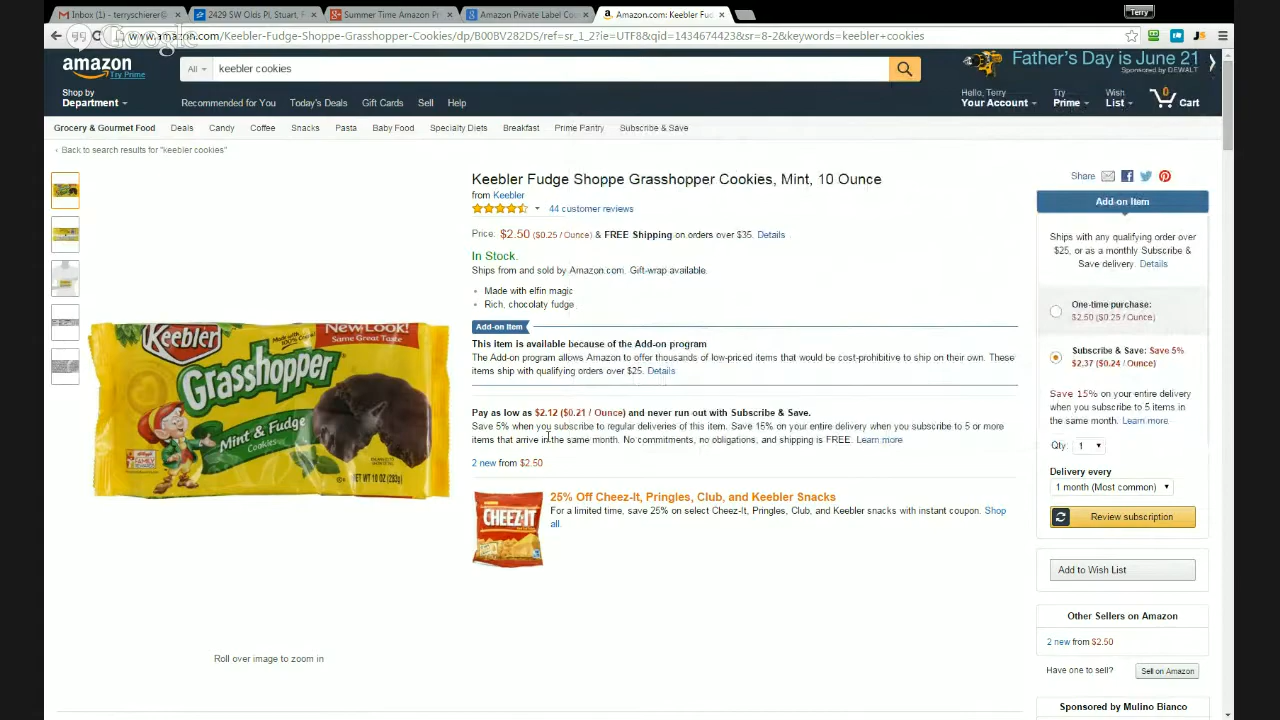 Inbox (1) - terryschierer@
2429 SW Olds Pl, Stuart, F
Summer Time Amazon Pr
Amazon Private Label Co
Amazon.com: Keebler Fud
Terry
Google
www.amazon.com/Keebler-Fudge-Shoppe-Grasshopper-Cookies/dp/B00BV282DS/ref=sr_1_2?ie=UTF8&qid=1434674423&sr=8-2&keywords=keebler+cookies
amazon
Try Prime
All
keebler cookies
Father's Day is June 21
Sponsored by DEWALT
Shop by
Department
Recommended for You
Today's Deals
Gift Cards
Sell
Help
Hello, Terry
Your Account
Try
Prime
Wish
List
0
Cart
Grocery & Gourmet Food
Deals
Candy
Coffee
Snacks
Pasta
Baby Food
Specialty Diets
Breakfast
Prime Pantry
Subscribe & Save
‹ Back to search results for "keebler cookies"
Keebler Fudge Shoppe Grasshopper Cookies, Mint, 10 Ounce
from Keebler
44 customer reviews
Price: $2.50 ($0.25 / Ounce) & FREE Shipping on orders over $35. Details
In Stock.
Ships from and sold by Amazon.com. Gift-wrap available.
• Made with elfin magic
• Rich, chocolaty fudge
Add-on Item
This item is available because of the Add-on program
The Add-on program allows Amazon to offer thousands of low-priced items that would be cost-prohibitive to ship on their own. These
items ship with qualifying orders over $25. Details
Pay as low as $2.12 ($0.21 / Ounce) and never run out with Subscribe & Save.
Save 5% when you subscribe to regular deliveries of this item. Save 15% on your entire delivery when you subscribe to 5 or more
items that arrive in the same month. No commitments, no obligations, and shipping is FREE. Learn more
2 new from $2.50
CHEEZ-IT
25% Off Cheez-It, Pringles, Club, and Keebler Snacks
For a limited time, save 25% on select Cheez-It, Pringles, Club, and Keebler snacks with instant coupon. Shop
all.
Keebler
Made with
100% Cocoa
New Look!
Same Great Taste
Grasshopper
Mint & Fudge
Cookies
NET WT 10 OZ (283g)
Roll over image to zoom in
Share
Add-on Item
Ships with any qualifying order over
$25, or as a monthly Subscribe &
Save delivery. Details
One-time purchase:
$2.50 ($0.25 / Ounce)
Subscribe & Save: Save 5%
$2.37 ($0.24 / Ounce)
Save 15% on your entire delivery
when you subscribe to 5 items in
the same month. Learn more.
Qty: 1
Delivery every
1 month (Most common)
Review subscription
Add to Wish List
Other Sellers on Amazon
2 new from $2.50
Have one to sell?
Sell on Amazon
Sponsored by Mulino Bianco